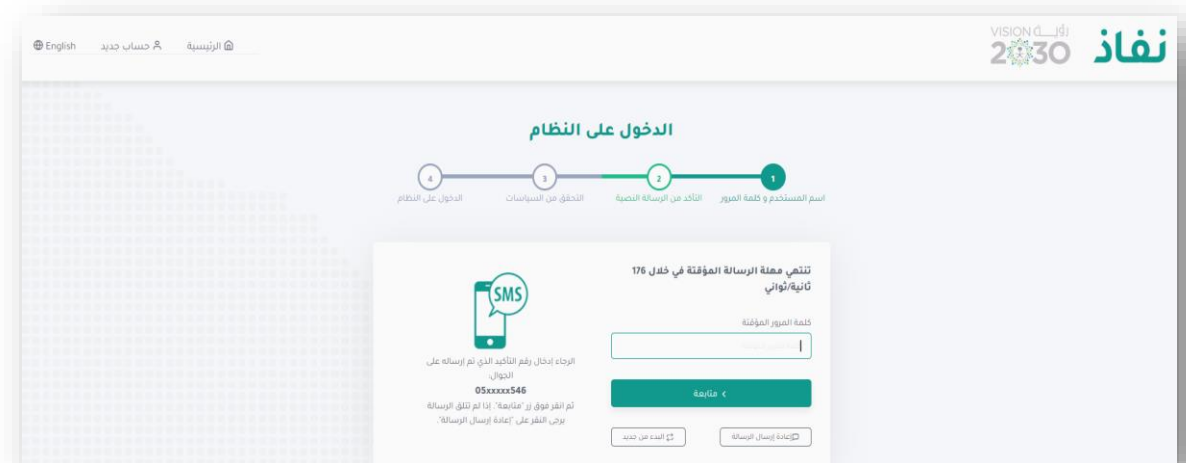 نفاذ
رؤيـــة VISION
2030
الرئيسية
حساب جديد
English
الدخول على النظام
1
2
3
4
اسم المستخدم و كلمة المرور
التأكد من الرسالة النصية
التحقق من السياسات
الدخول على النظام
تنتهي مهلة الرسالة المؤقتة في خلال 176
ثانية/ثواني
كلمة المرور المؤقتة
متابعة
إعادة إرسال الرسالة
البدء من جديد
SMS
الرجاء إدخال رقم التأكيد الذي تم إرساله على
الجوال:
05xxxxx546
ثم انقر فوق زر "متابعة". إذا لم تتلق الرسالة
يرجى النقر على "إعادة إرسال الرسالة".